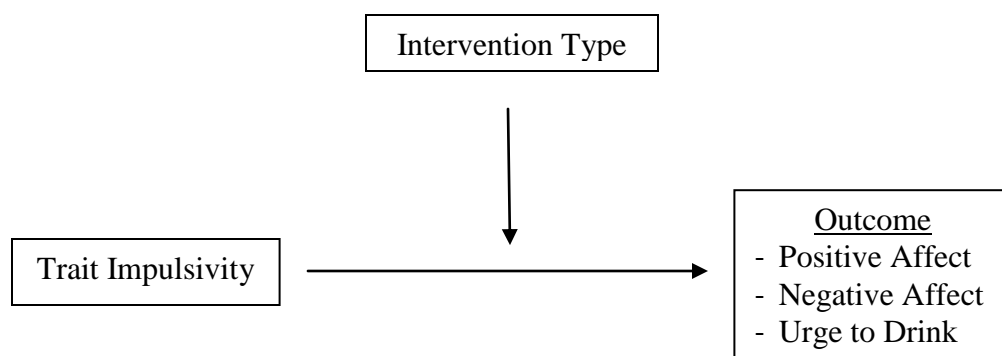 Intervention Type
Trait Impulsivity
Outcome
- Positive Affect
- Negative Affect
- Urge to Drink